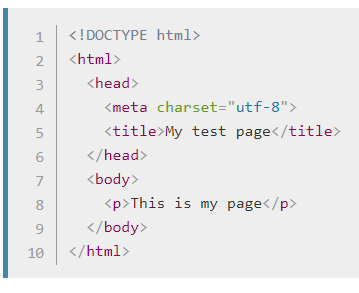 1 <!DOCTYPE html>
2 <html>
3   <head>
4     <meta charset="utf-8">
5     <title>My test page</title>
6   </head>
7   <body>
8     <p>This is my page</p>
9   </body>
10 </html>